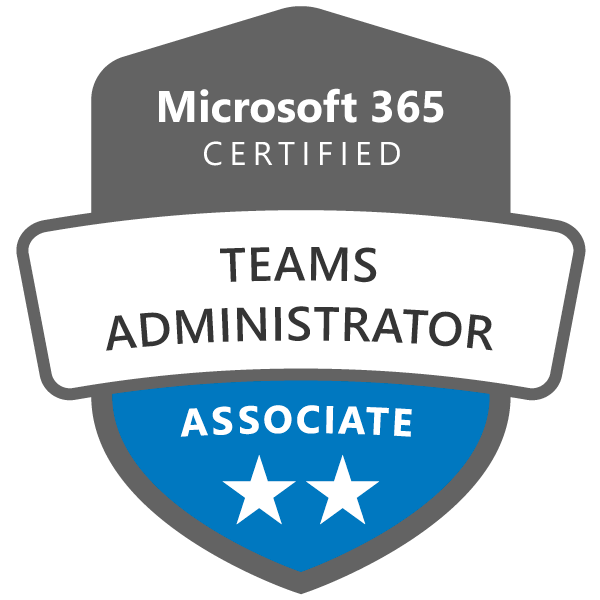 Microsoft 365
CERTIFIED
TEAMS
ADMINISTRATOR
ASSOCIATE